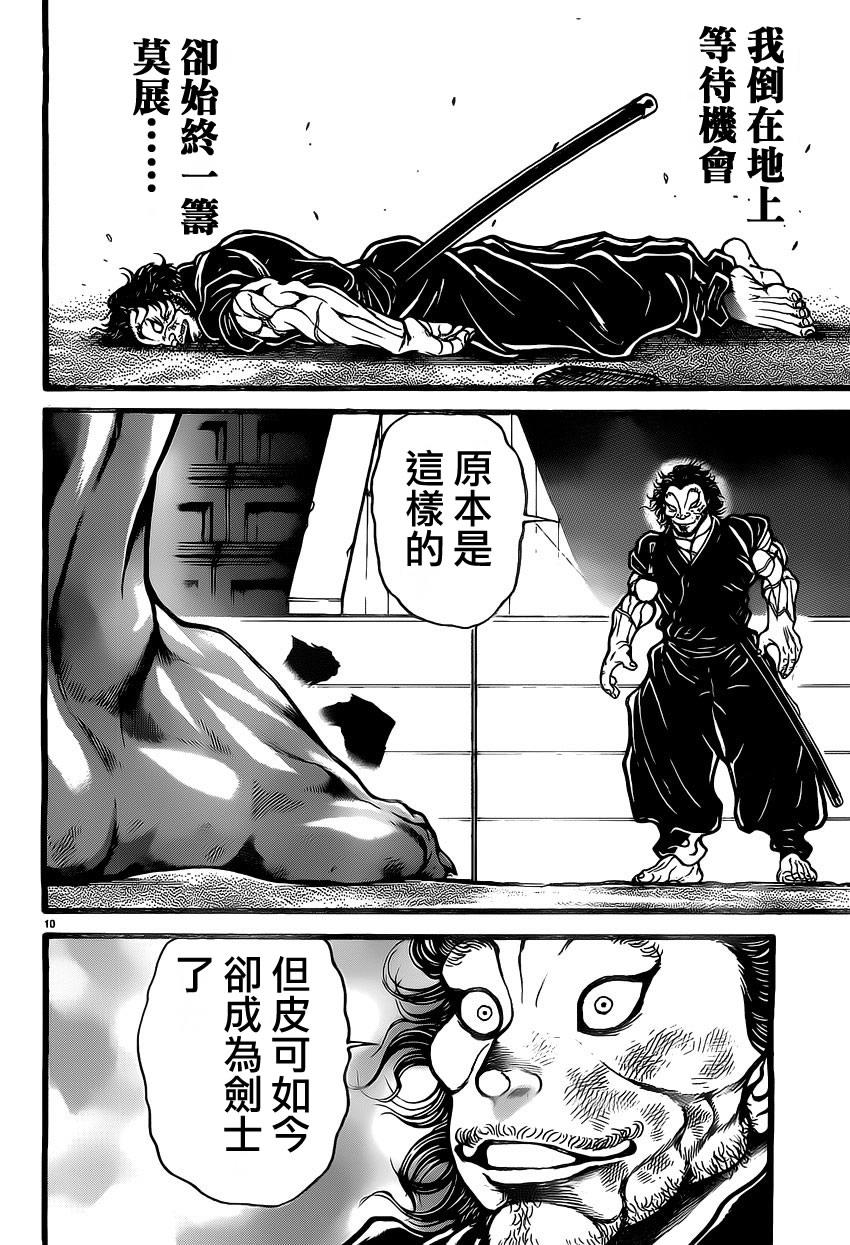 我倒在地上
等待機會
卻始終一籌
莫展……
原本是
這樣的
10
但皮可如今
卻成為劍士
了